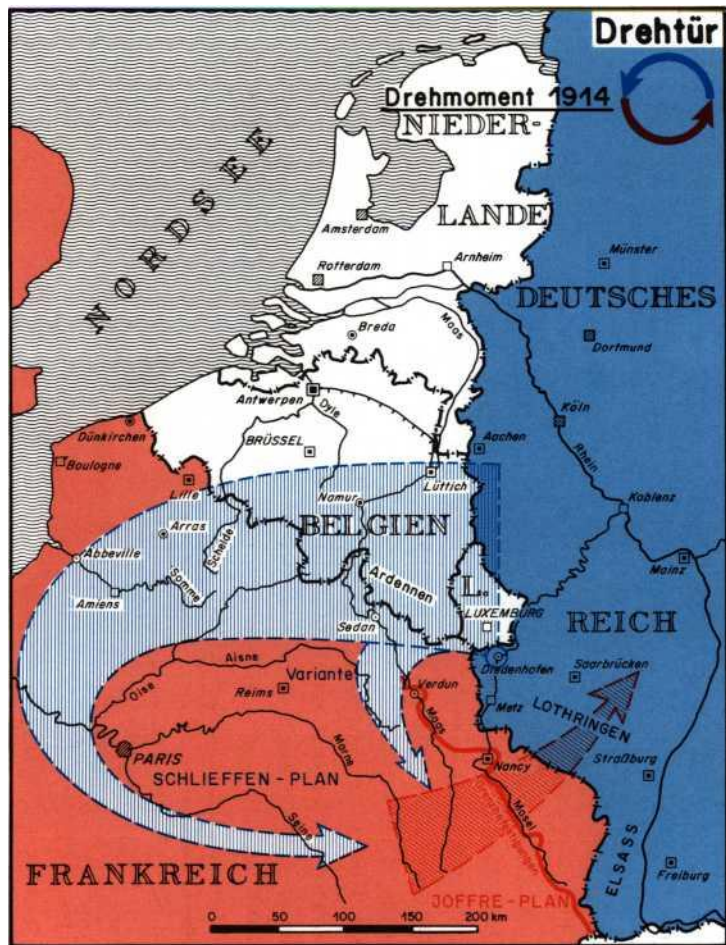 Drehtür
Drehmoment 1914
NIEDER-
LANDE
NORDSEE
Amsterdam
Rotterdam
Arnheim
Münster
DEUTSCHES
Breda
Maas
Dortmund
Antwerpen
Dyle
Köln
Dünkirchen
BRÜSSEL
Aachen
Rhein
Boulogne
Lille
Lüttich
Namur
Koblenz
Arras
Schelde
BELGIEN
Abbeville
Somme
Ardennen
Mainz
Amiens
L.
LUXEMBURG
Sedan
REICH
Aisne
Diedenhofen
Saarbrücken
Oise
Variante
Reims
Verdun
Metz
LOTHRINGEN
Maas
Marne
PARIS
SCHLIEFFEN-PLAN
Nancy
Straßburg
Mosel
Seine
ELSASS
FRANKREICH
JOFFRE-PLAN
Freiburg
0 50 100 150 200 km